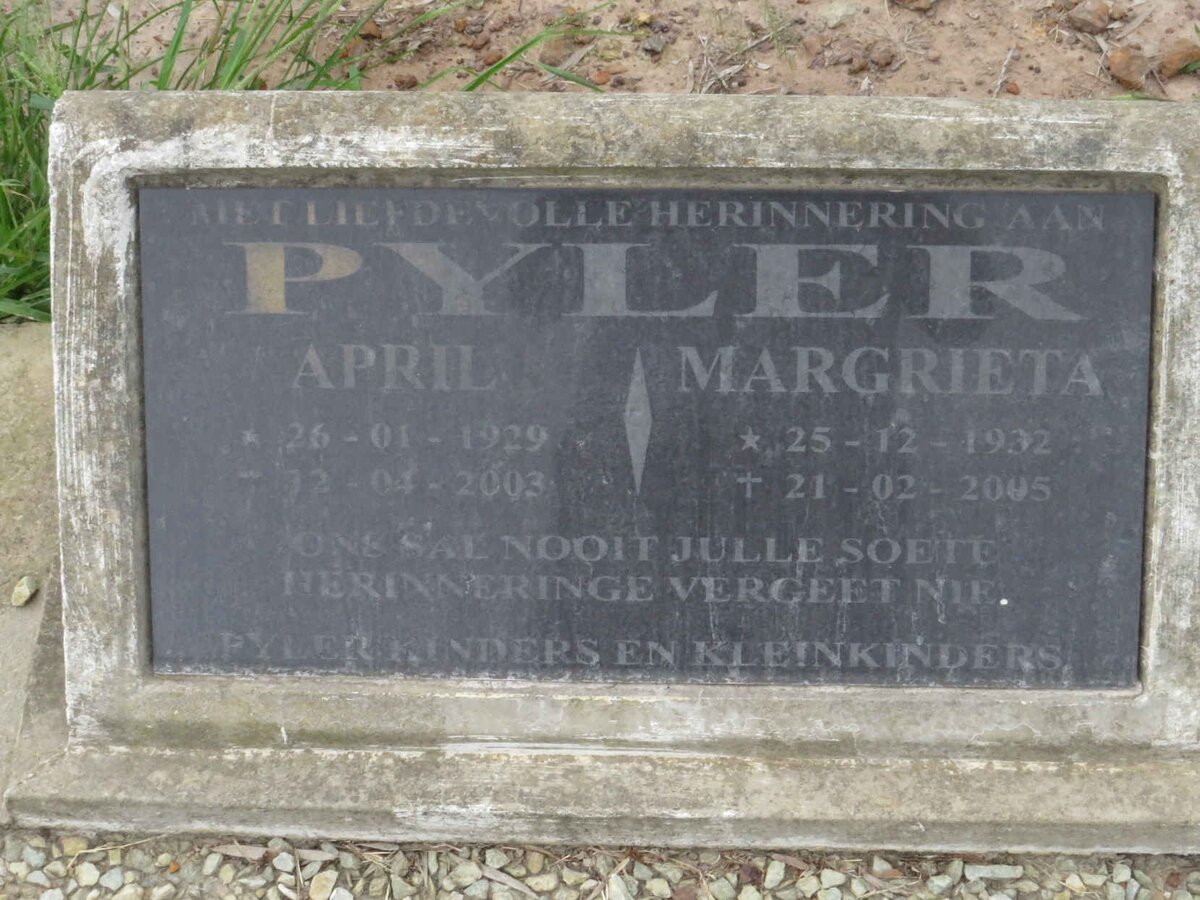 MET LIEFDEVOLLE HERINNERING AAN
PYLER
APRIL
★ 26 - 01 - 1929
✝ 12 - 04 - 2003
MARGRIETA
★ 25 - 12 - 1932
✝ 21 - 02 - 2005
ONS SAL NOOIT JULLE SOETE
HERINNERINGE VERGEET NIE
PYLER KINDERS EN KLEINKINDERS